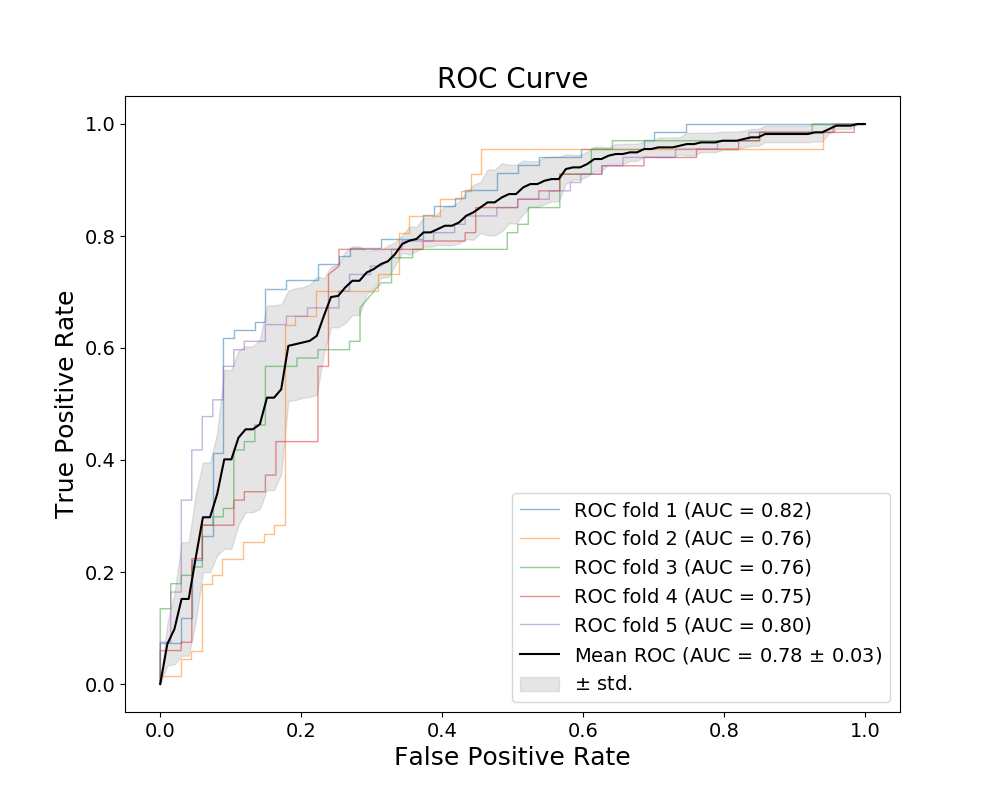 ROC Curve
True Positive Rate
1.0
0.8
0.6
0.4
0.2
0.0
ROC fold 1 (AUC = 0.82)
ROC fold 2 (AUC = 0.76)
ROC fold 3 (AUC = 0.76)
ROC fold 4 (AUC = 0.75)
ROC fold 5 (AUC = 0.80)
Mean ROC (AUC = 0.78 ± 0.03)
± std.
0.0 0.2 0.4 0.6 0.8 1.0
False Positive Rate